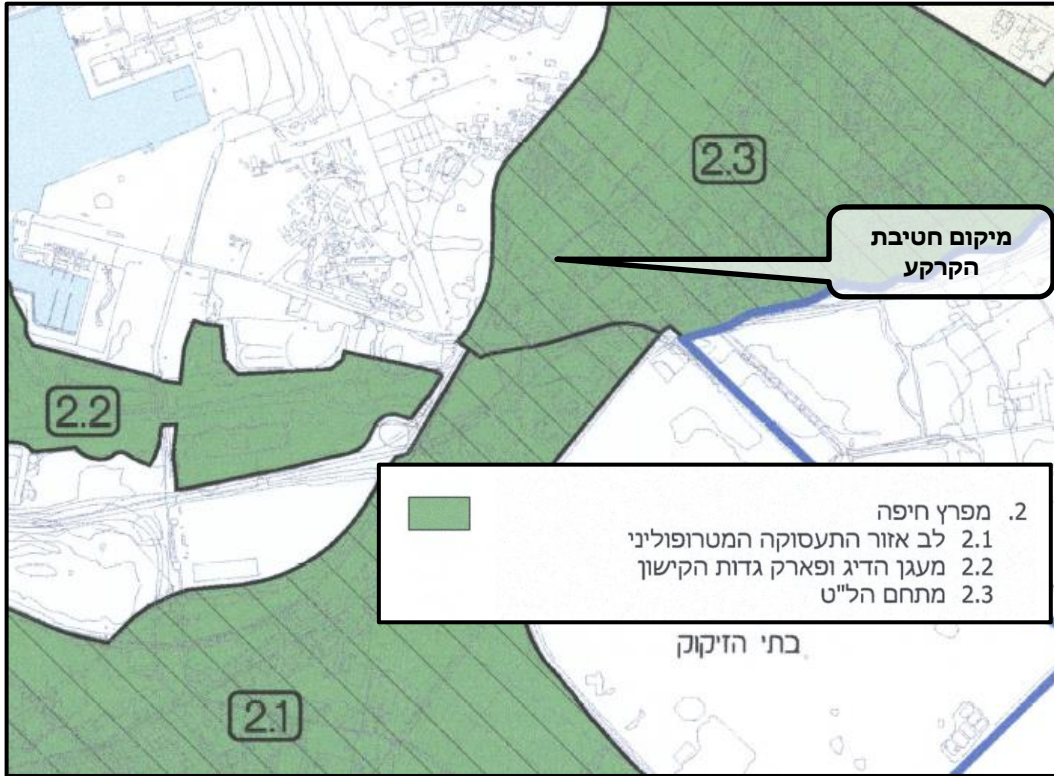 2.3
מיקום חטיבת
הקרקע
2.2
2. מפרץ חיפה
2.1 לב אזור התעסוקה המטרופוליני
2.2 מעגן הדיג ופארק גדות הקישון
2.3 מתחם הל"ט
בתי הזיקוק
2.1